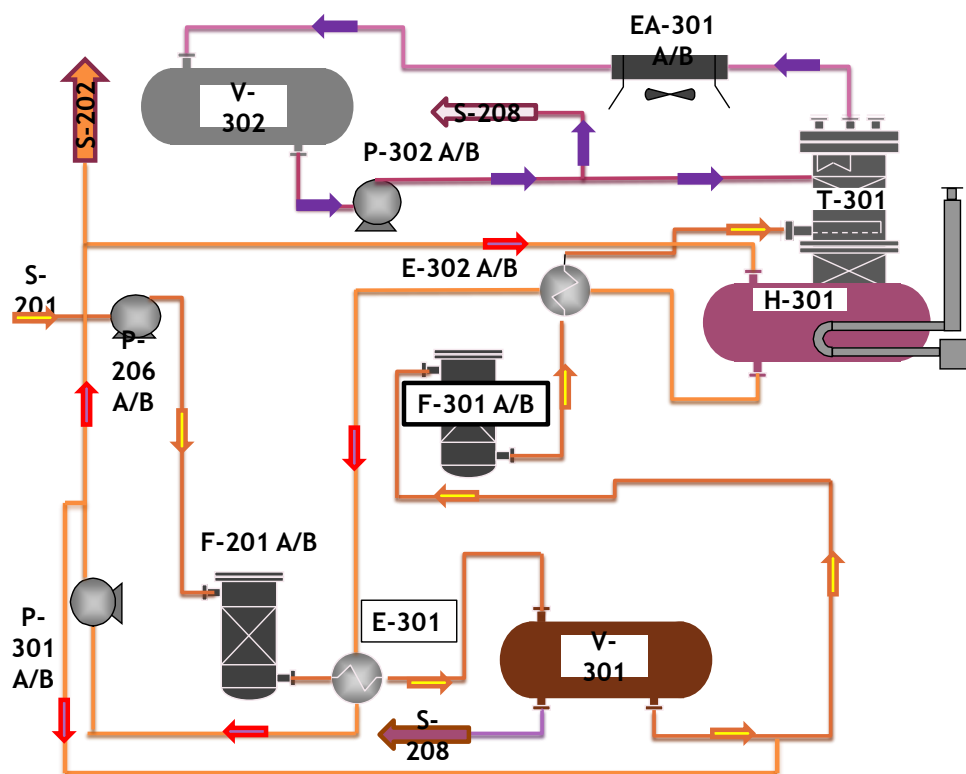 EA-301
A/B
V-
302
S-202
S-208
P-302 A/B
T-301
E-302 A/B
S-
201
H-301
P-
206
A/B
F-301 A/B
F-201 A/B
P-
301
A/B
E-301
V-
301
S-
208